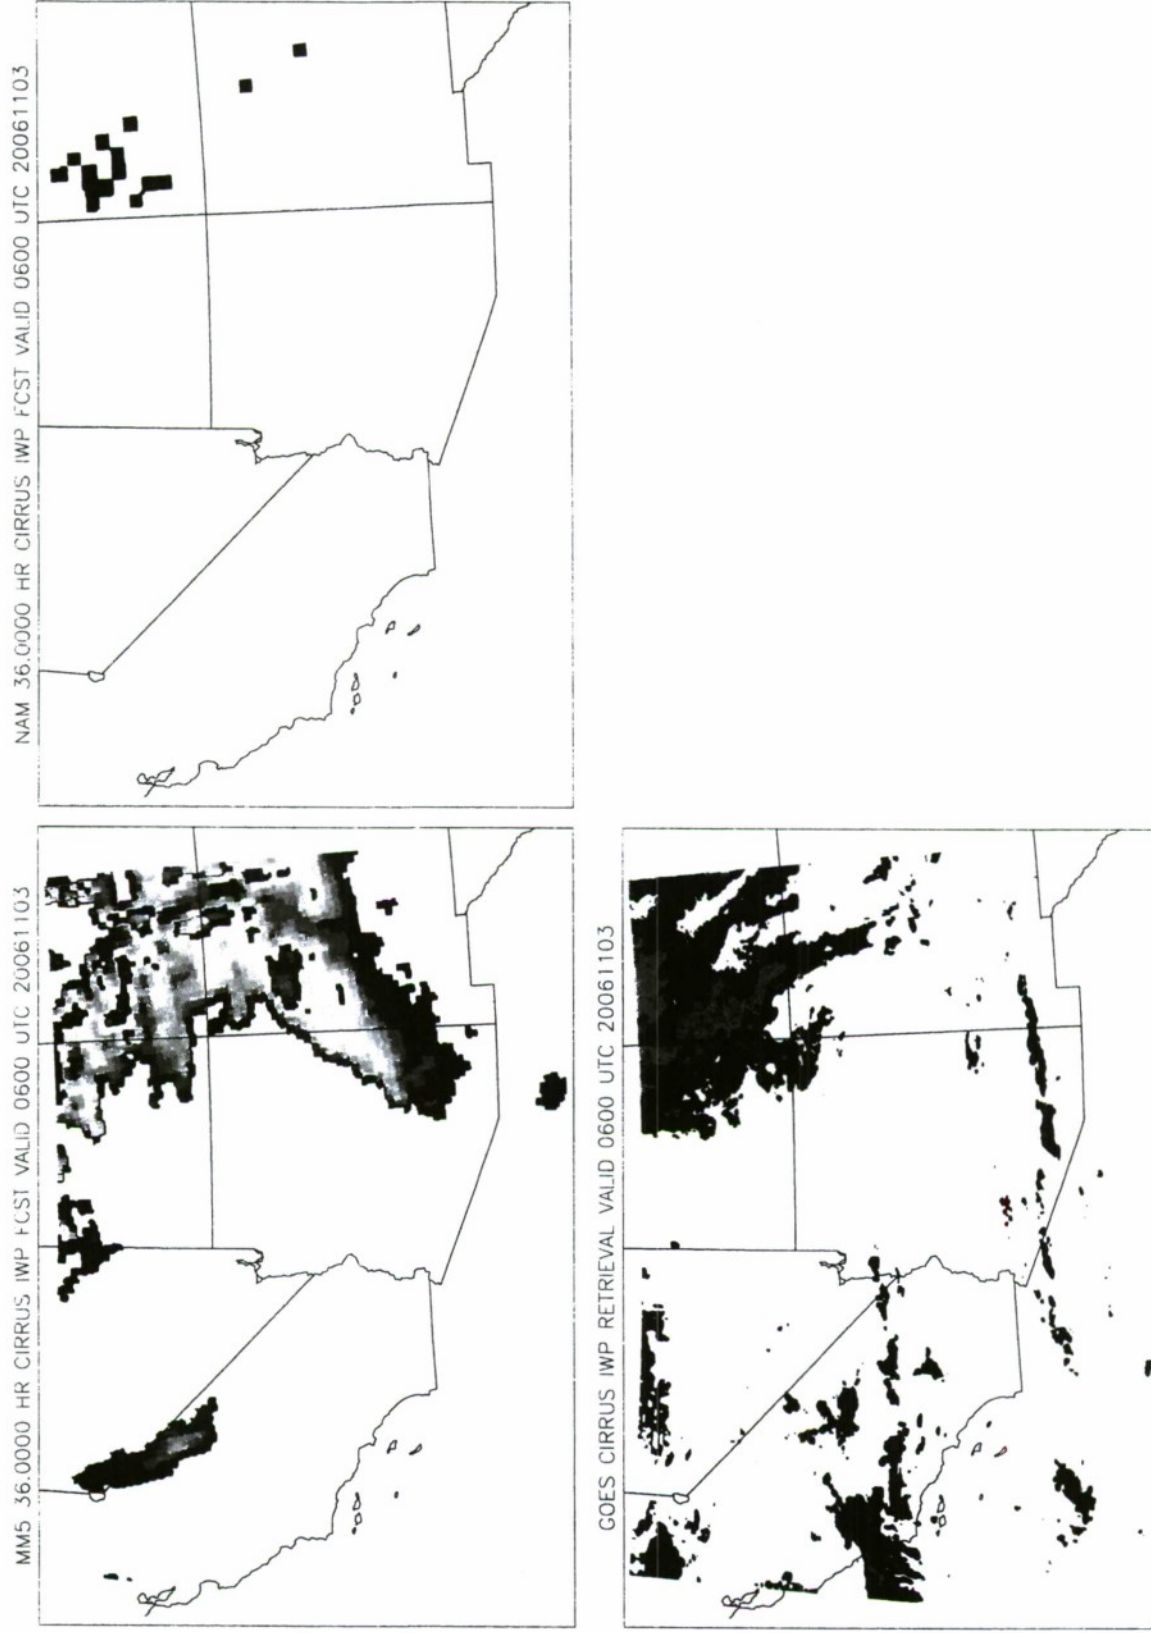 MM5 36.0000 HR CIRRUS IWP FCST VALID 0600 UTC 20061103
NAM 36.0000 HR CIRRUS IWP FCST VALID 0600 UTC 20061103
GOES CIRRUS IWP RETRIEVAL VALID 0600 UTC 20061103